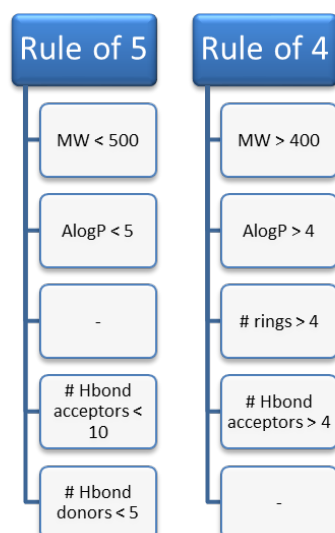 Rule of 5
MW < 500
AlogP < 5
-
# Hbond
acceptors <
10
# Hbond
donors < 5
Rule of 4
MW > 400
AlogP > 4
# rings > 4
# Hbond
acceptors > 4
-